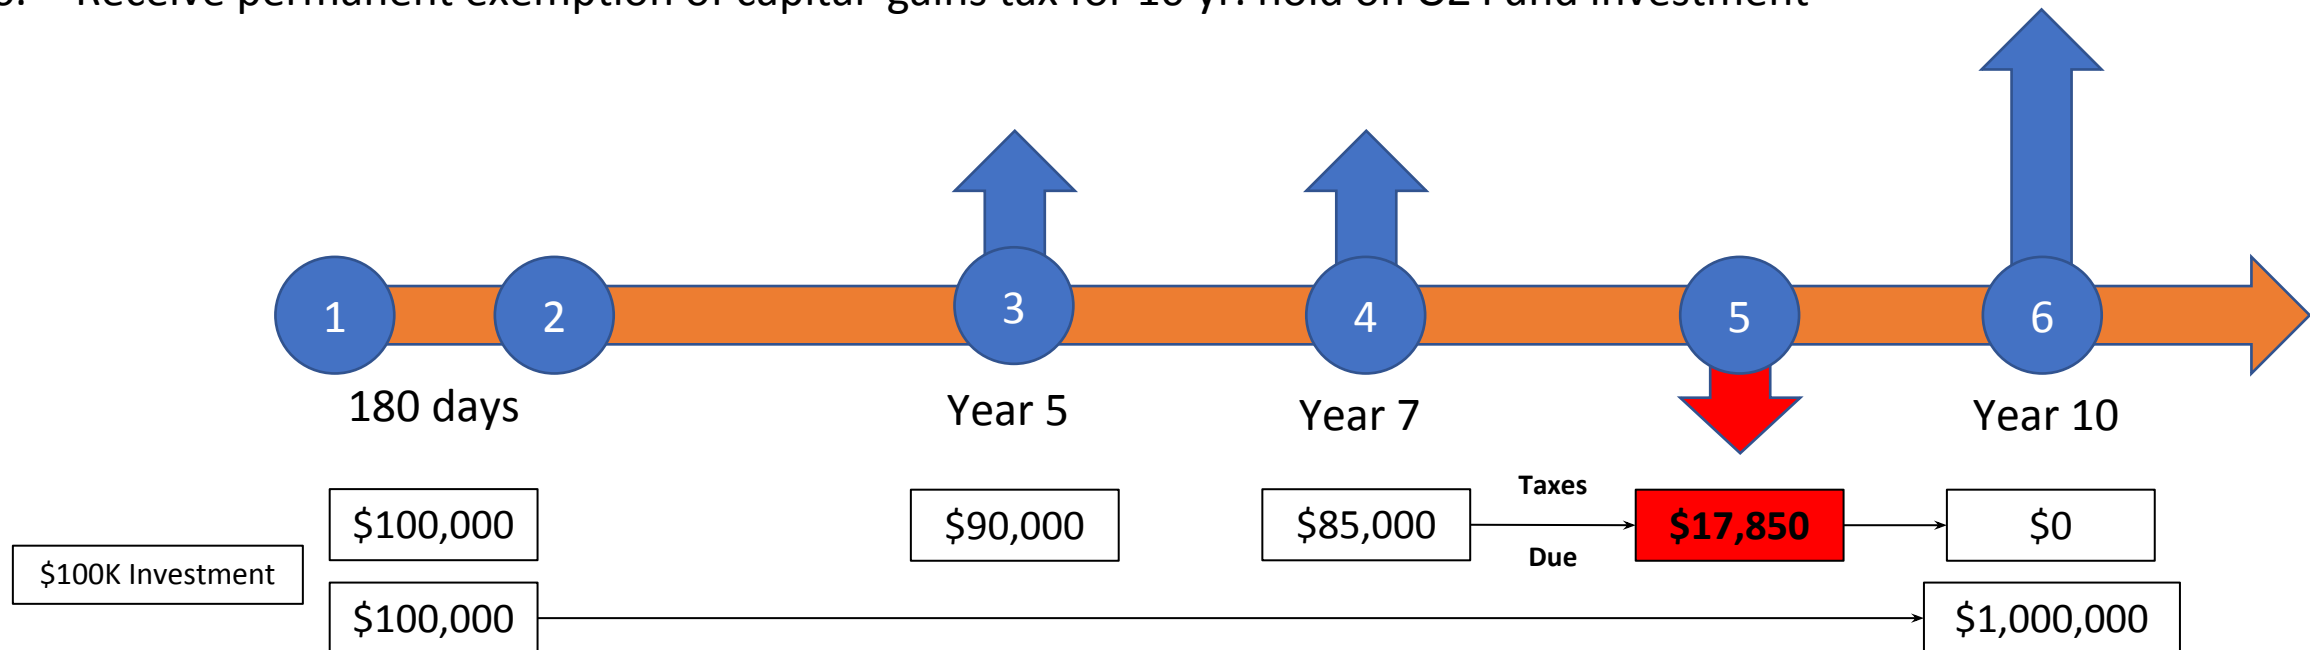 Receive permanent exemption of capital-gains tax for 10 yr. hold on OZ Fund investment
1 2 3 4 5 6
180 days Year 5 Year 7 Year 10
Taxes
$100,000 $90,000 $85,000 $17,850 $0
Due
$100K Investment
$100,000 $1,000,000